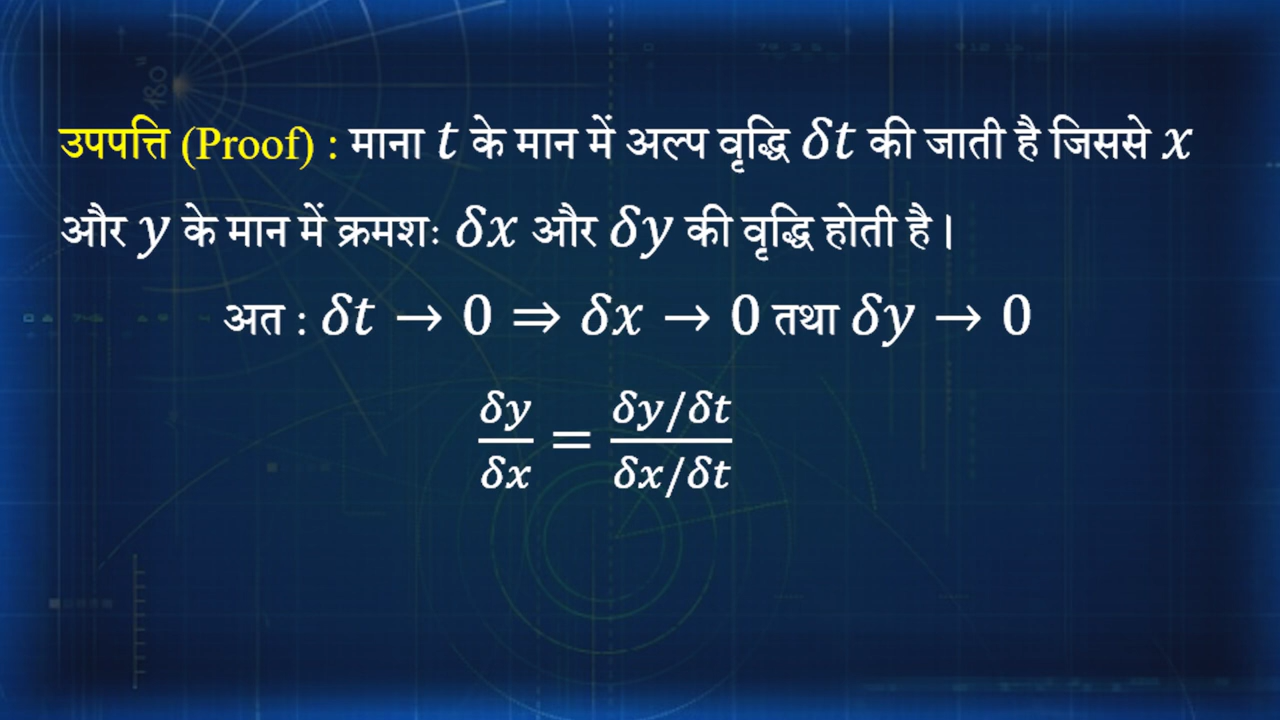 उपपत्ति (Proof) : माना t के मान में अल्प वृद्धि δt की जाती है जिससे x
और y के मान में क्रमशः δx और δy की वृद्धि होती है।
अत : δt → 0 ⇒ δx → 0 तथा δy → 0
δy/δx = (δy/δt)/(δx/δt)